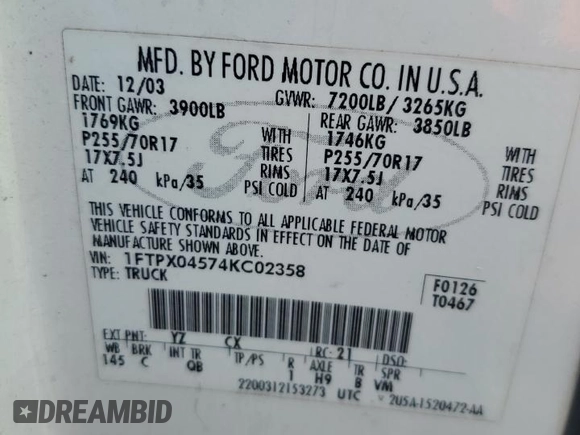 MFD. BY FORD MOTOR CO. IN U.S.A.
DATE: 12/03 GVWR: 7200LB / 3265KG
FRONT GAWR: 3900LB REAR GAWR: 3850LB
1769KG WITH 1746KG WITH
P255/70R17 TIRES P255/70R17 TIRES
17X7.5J RIMS 17X7.5J RIMS
AT 240 kPa/35 PSI COLD AT 240 kPa/35 PSI COLD
THIS VEHICLE CONFORMS TO ALL APPLICABLE FEDERAL MOTOR
VEHICLE SAFETY STANDARDS IN EFFECT ON THE DATE OF
MANUFACTURE SHOWN ABOVE.
VIN: 1FTPX04574KC02358
TYPE: TRUCK
F0126
T0467
EXT PNT: YZ CX RC: 21 DSO:
WB BRK INT TR TP/PS R AXLE TR SPR
145 C QB 1 H9 B VM
2200312153273 UTC 2U5A-1520472-AA
Ford
DREAMBID